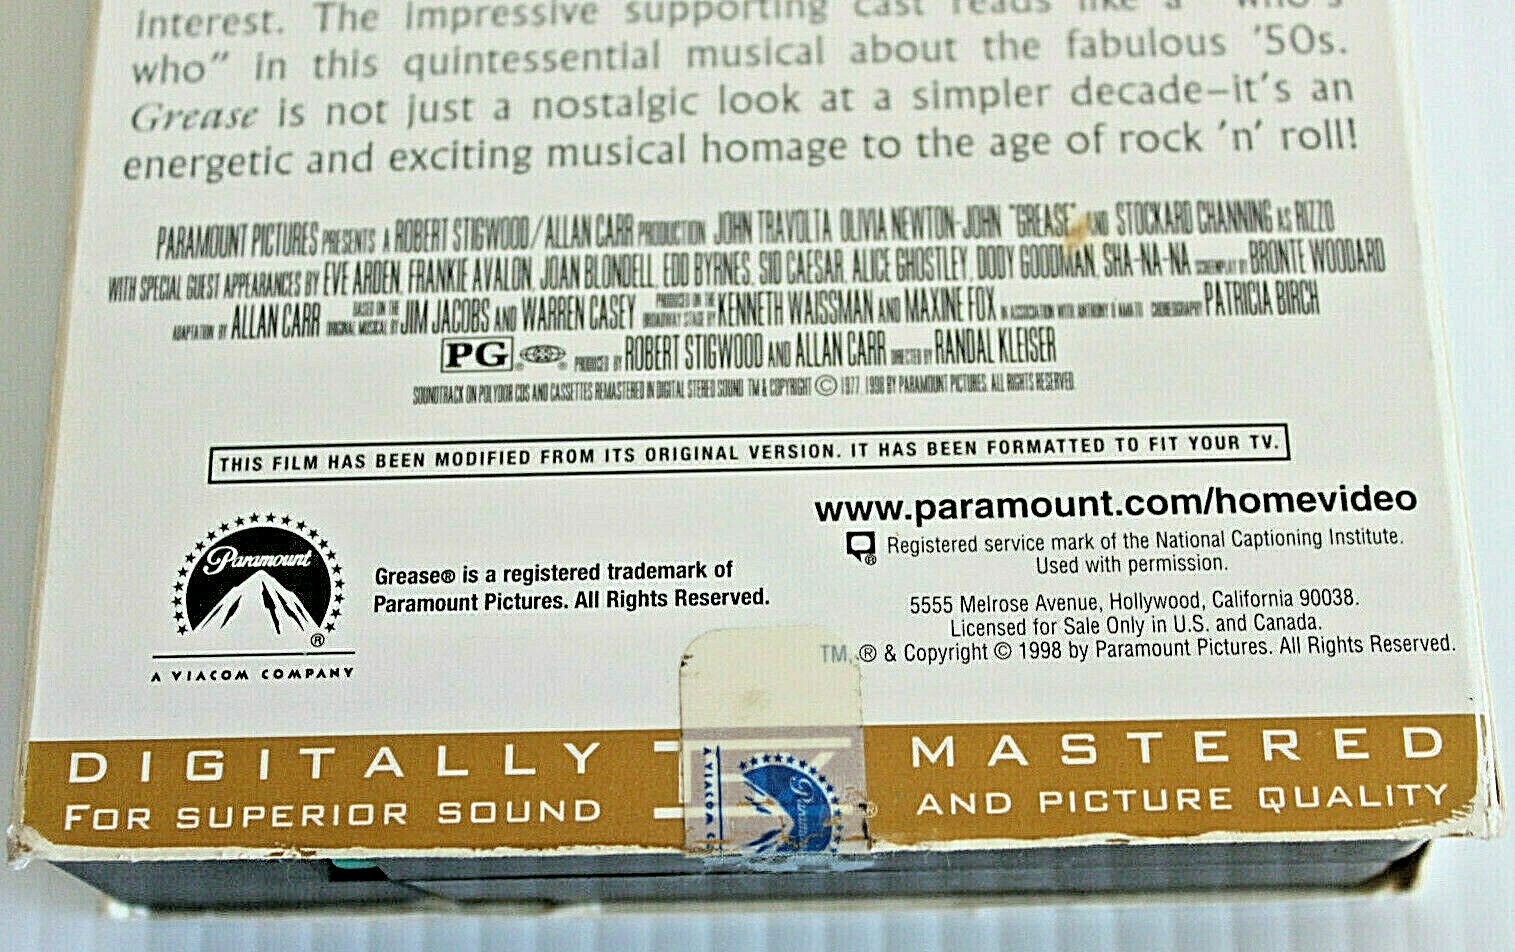 interest. The impressive supporting cast reads like a "who's
who" in this quintessential musical about the fabulous '50s.
Grease is not just a nostalgic look at a simpler decade—it's an
energetic and exciting musical homage to the age of rock 'n' roll!
PARAMOUNT PICTURES PRESENTS A ROBERT STIGWOOD/ALLAN CARR PRODUCTION JOHN TRAVOLTA OLIVIA NEWTON-JOHN "GREASE" AND STOCKARD CHANNING AS RIZZO
WITH SPECIAL GUEST APPEARANCES BY EVE ARDEN, FRANKIE AVALON, JOAN BLONDELL, EDD BYRNES, SID CAESAR, ALICE GHOSTLEY, DODY GOODMAN, SHA-NA-NA SCREENPLAY BY BRONTE WOODARD
ADAPTATION BY ALLAN CARR BASED ON THE ORIGINAL MUSICAL BY JIM JACOBS AND WARREN CASEY PRODUCED ON THE BROADWAY STAGE BY KENNETH WAISSMAN AND MAXINE FOX IN ASSOCIATION WITH ANTHONY D'AMATO CHOREOGRAPHY PATRICIA BIRCH
PG ® PRODUCED BY ROBERT STIGWOOD AND ALLAN CARR DIRECTED BY RANDAL KLEISER
SOUNDTRACK ON POLYDOR CDS AND CASSETTES REMASTERED IN DIGITAL STEREO SOUND TM & COPYRIGHT © 1977, 1998 BY PARAMOUNT PICTURES. ALL RIGHTS RESERVED.
THIS FILM HAS BEEN MODIFIED FROM ITS ORIGINAL VERSION. IT HAS BEEN FORMATTED TO FIT YOUR TV.
Paramount ®
A VIACOM COMPANY
Grease® is a registered trademark of
Paramount Pictures. All Rights Reserved.
www.paramount.com/homevideo
® Registered service mark of the National Captioning Institute.
Used with permission.
5555 Melrose Avenue, Hollywood, California 90038.
Licensed for Sale Only in U.S. and Canada.
TM, ® & Copyright © 1998 by Paramount Pictures. All Rights Reserved.
DIGITALLY MASTERED
FOR SUPERIOR SOUND AND PICTURE QUALITY
A VIACOM
Paramount